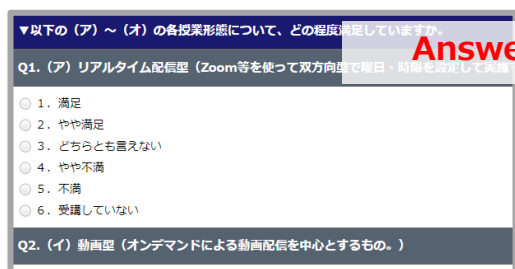 ▼以下の（ア）～（オ）の各授業形態について、どの程度満足していますか。
Answe
Q1.（ア）リアルタイム配信型（Zoom等を使って双方向型で曜日・時限を設定して実施
1. 満足
2. やや満足
3. どちらとも言えない
4. やや不満
5. 不満
6. 受講していない
Q2.（イ）動画型（オンデマンドによる動画配信を中心とするもの。）